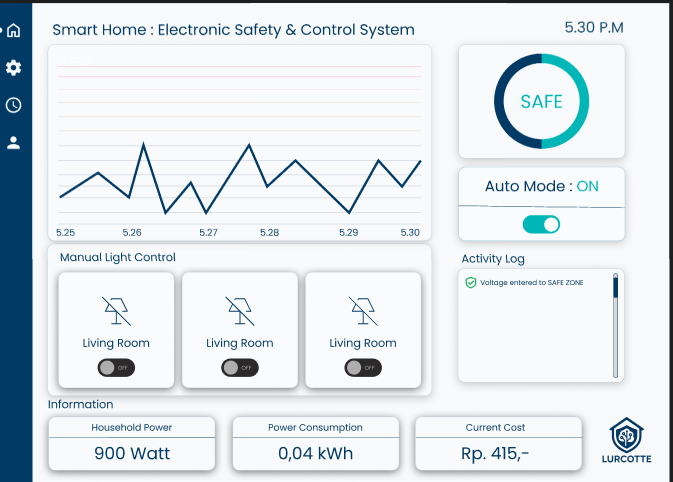 Smart Home : Electronic Safety & Control System
5.30 P.M
SAFE
5.25 5.26 5.27 5.28 5.29 5.30
Auto Mode : ON
Manual Light Control
Living Room
OFF
Living Room
OFF
Living Room
OFF
Activity Log
Voltage entered to SAFE ZONE
Information
Household Power
900 Watt
Power Consumption
0,04 kWh
Current Cost
Rp. 415,-
LURCOTTE